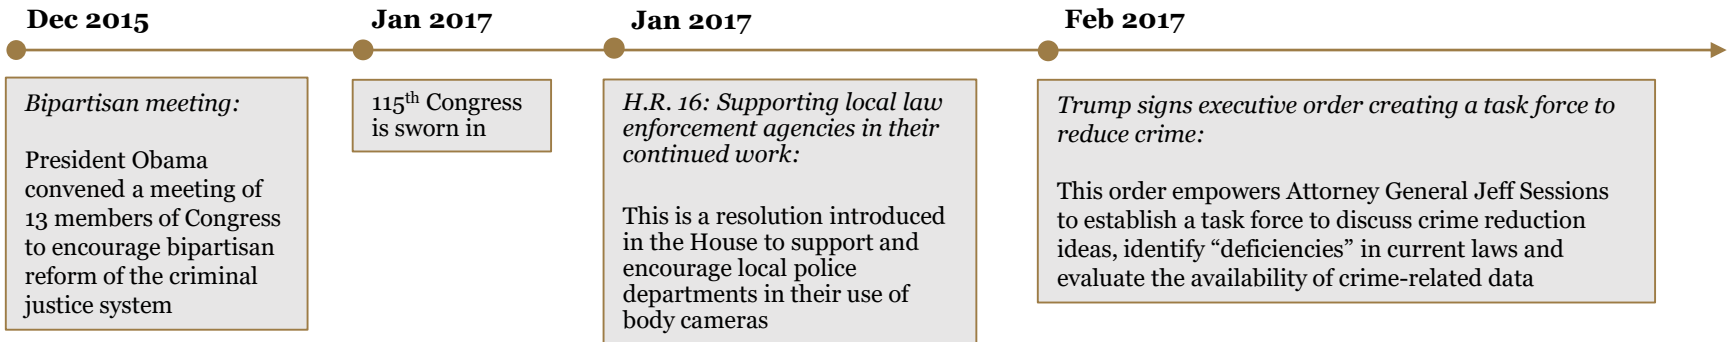 Dec 2015
Bipartisan meeting:
President Obama
convened a meeting of
13 members of Congress
to encourage bipartisan
reform of the criminal
justice system
Jan 2017
115th Congress
is sworn in
Jan 2017
H.R. 16: Supporting local law
enforcement agencies in their
continued work:
This is a resolution introduced
in the House to support and
encourage local police
departments in their use of
body cameras
Feb 2017
Trump signs executive order creating a task force to
reduce crime:
This order empowers Attorney General Jeff Sessions
to establish a task force to discuss crime reduction
ideas, identify “deficiencies” in current laws and
evaluate the availability of crime-related data